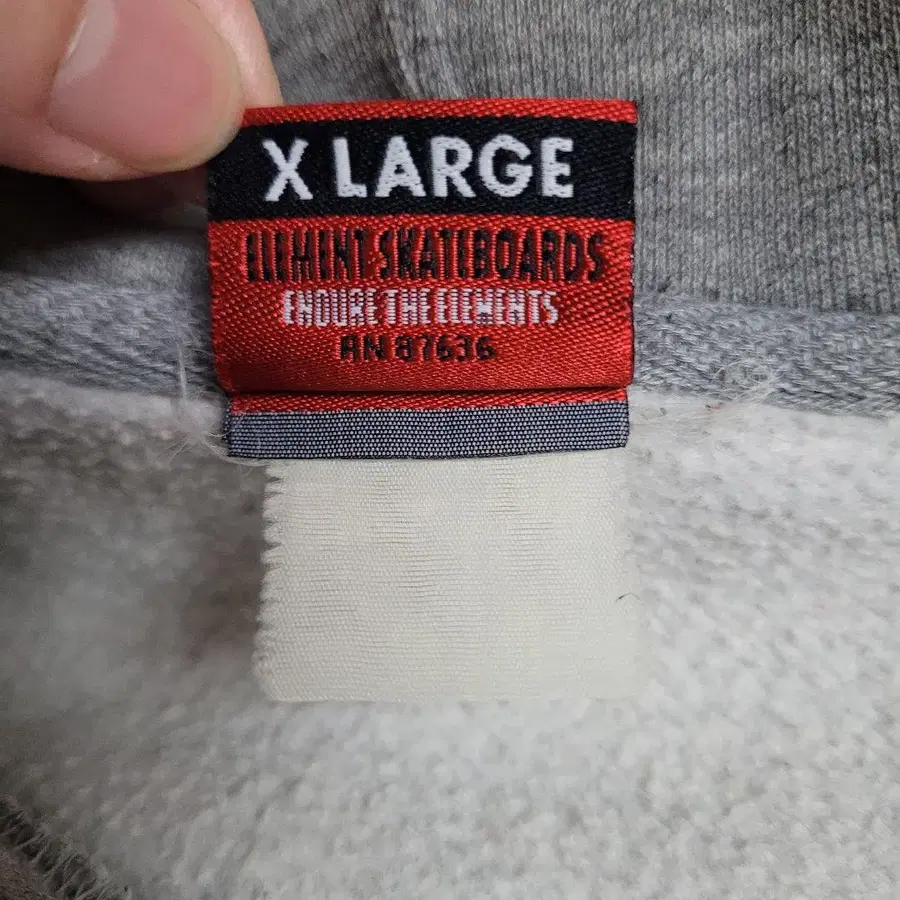 X LARGE
ELEMENT SKATEBOARDS
ENDURE THE ELEMENTS
RN 87636